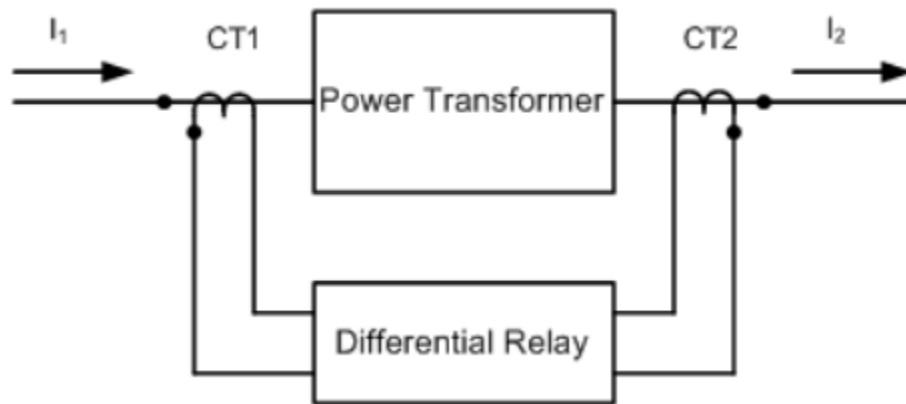 I₁
CT1
CT2
I₂
Power Transformer
Differential Relay